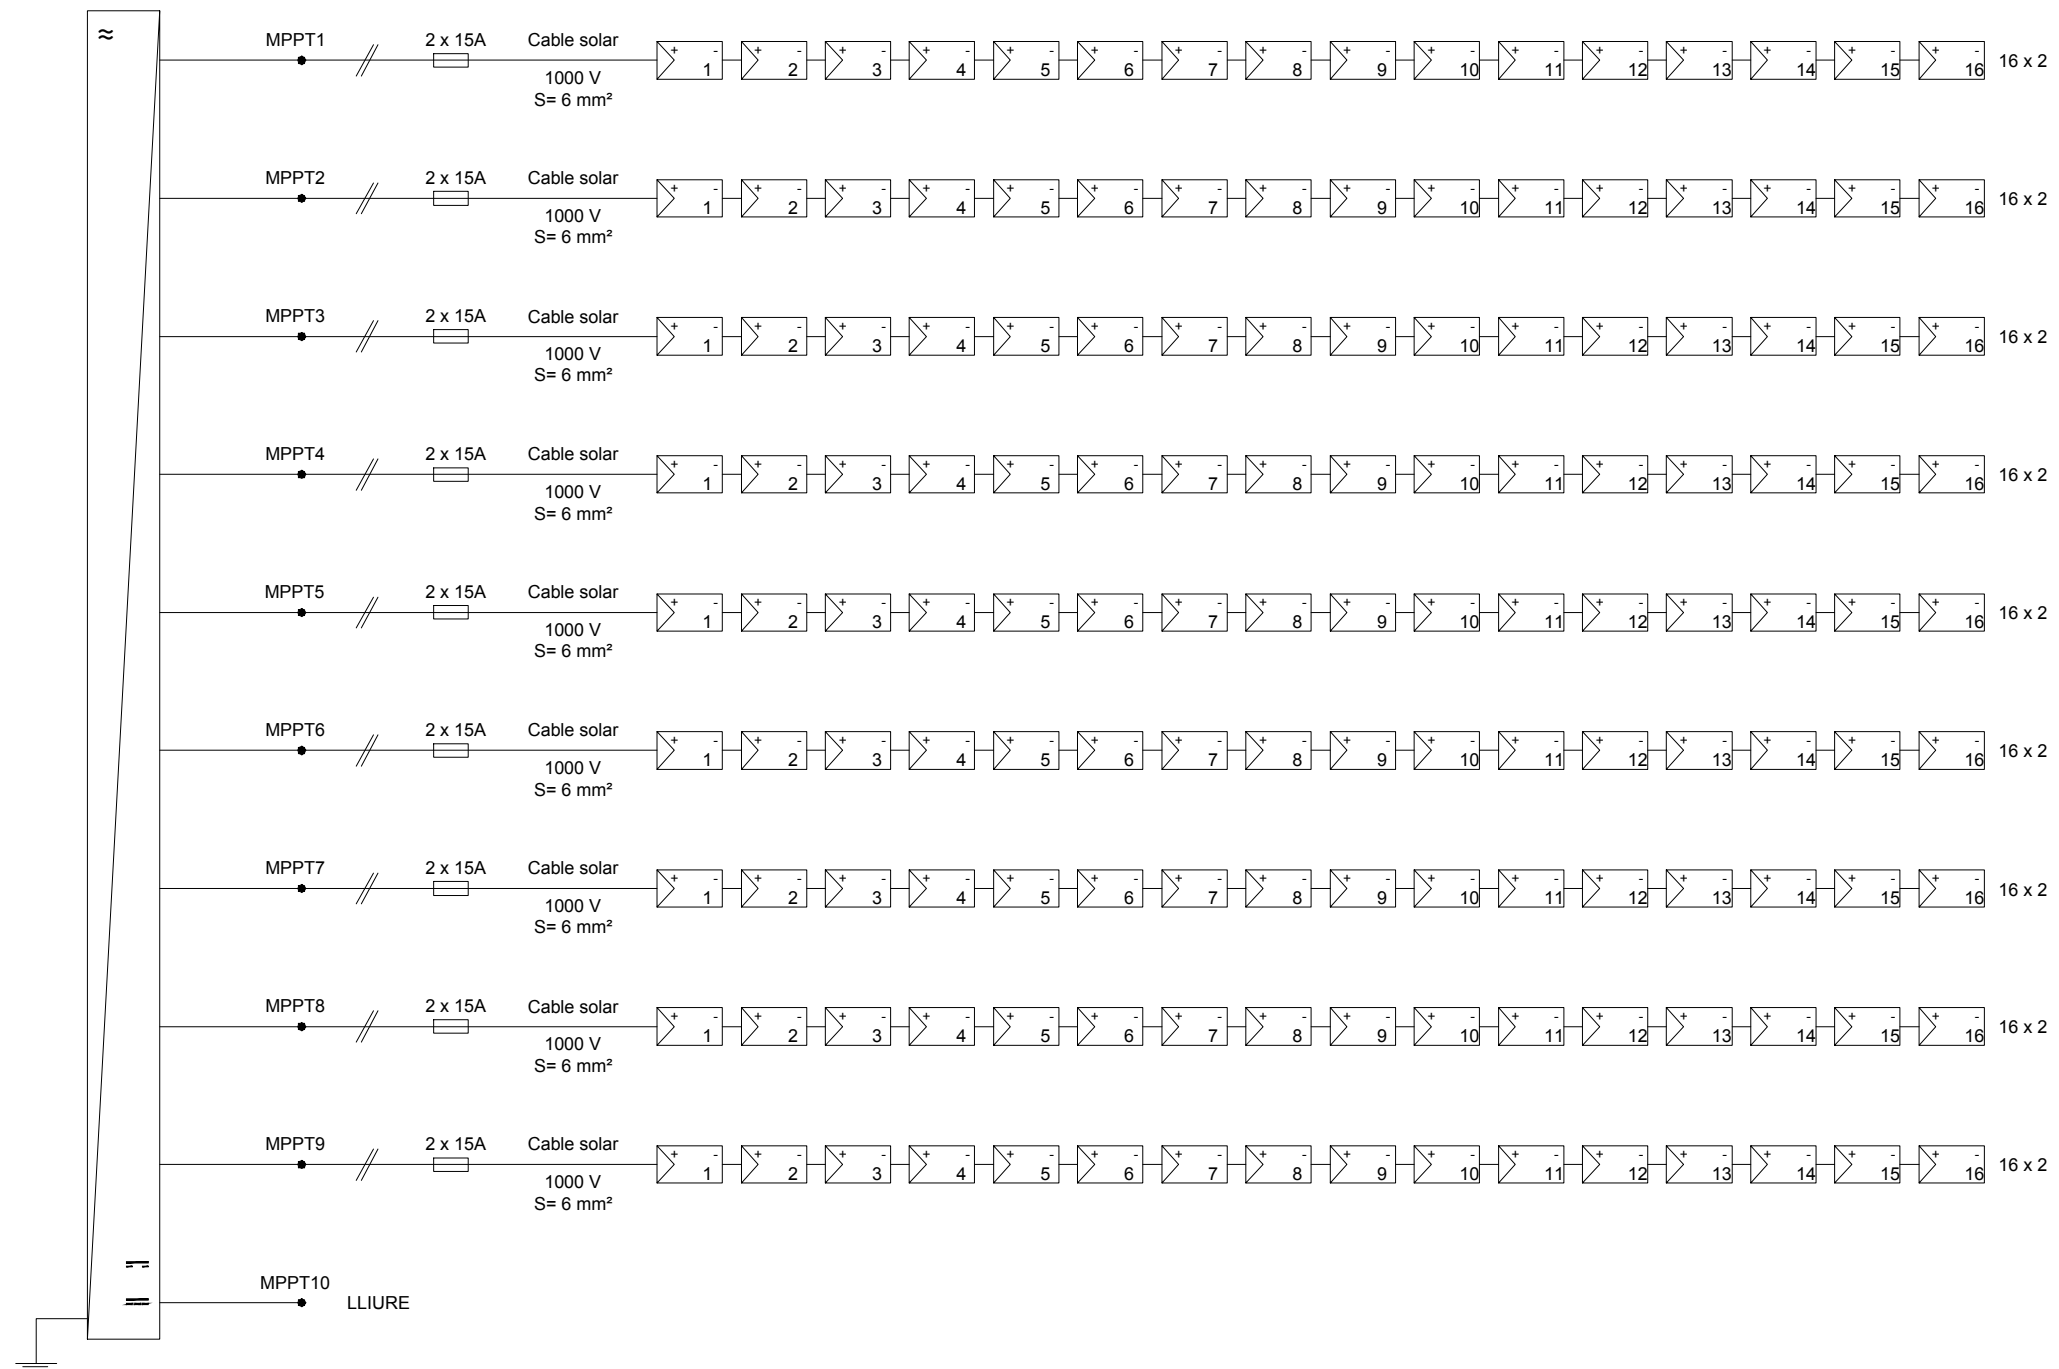 ≈
MPPT1 2 x 15A Cable solar
1000 V
S= 6 mm²
+ - 1 + - 2 + - 3 + - 4 + - 5 + - 6 + - 7 + - 8 + - 9 + - 10 + - 11 + - 12 + - 13 + - 14 + - 15 + - 16 16 x 2
MPPT2 2 x 15A Cable solar
1000 V
S= 6 mm²
+ - 1 + - 2 + - 3 + - 4 + - 5 + - 6 + - 7 + - 8 + - 9 + - 10 + - 11 + - 12 + - 13 + - 14 + - 15 + - 16 16 x 2
MPPT3 2 x 15A Cable solar
1000 V
S= 6 mm²
+ - 1 + - 2 + - 3 + - 4 + - 5 + - 6 + - 7 + - 8 + - 9 + - 10 + - 11 + - 12 + - 13 + - 14 + - 15 + - 16 16 x 2
MPPT4 2 x 15A Cable solar
1000 V
S= 6 mm²
+ - 1 + - 2 + - 3 + - 4 + - 5 + - 6 + - 7 + - 8 + - 9 + - 10 + - 11 + - 12 + - 13 + - 14 + - 15 + - 16 16 x 2
MPPT5 2 x 15A Cable solar
1000 V
S= 6 mm²
+ - 1 + - 2 + - 3 + - 4 + - 5 + - 6 + - 7 + - 8 + - 9 + - 10 + - 11 + - 12 + - 13 + - 14 + - 15 + - 16 16 x 2
MPPT6 2 x 15A Cable solar
1000 V
S= 6 mm²
+ - 1 + - 2 + - 3 + - 4 + - 5 + - 6 + - 7 + - 8 + - 9 + - 10 + - 11 + - 12 + - 13 + - 14 + - 15 + - 16 16 x 2
MPPT7 2 x 15A Cable solar
1000 V
S= 6 mm²
+ - 1 + - 2 + - 3 + - 4 + - 5 + - 6 + - 7 + - 8 + - 9 + - 10 + - 11 + - 12 + - 13 + - 14 + - 15 + - 16 16 x 2
MPPT8 2 x 15A Cable solar
1000 V
S= 6 mm²
+ - 1 + - 2 + - 3 + - 4 + - 5 + - 6 + - 7 + - 8 + - 9 + - 10 + - 11 + - 12 + - 13 + - 14 + - 15 + - 16 16 x 2
MPPT9 2 x 15A Cable solar
1000 V
S= 6 mm²
+ - 1 + - 2 + - 3 + - 4 + - 5 + - 6 + - 7 + - 8 + - 9 + - 10 + - 11 + - 12 + - 13 + - 14 + - 15 + - 16 16 x 2
MPPT10
LLIURE